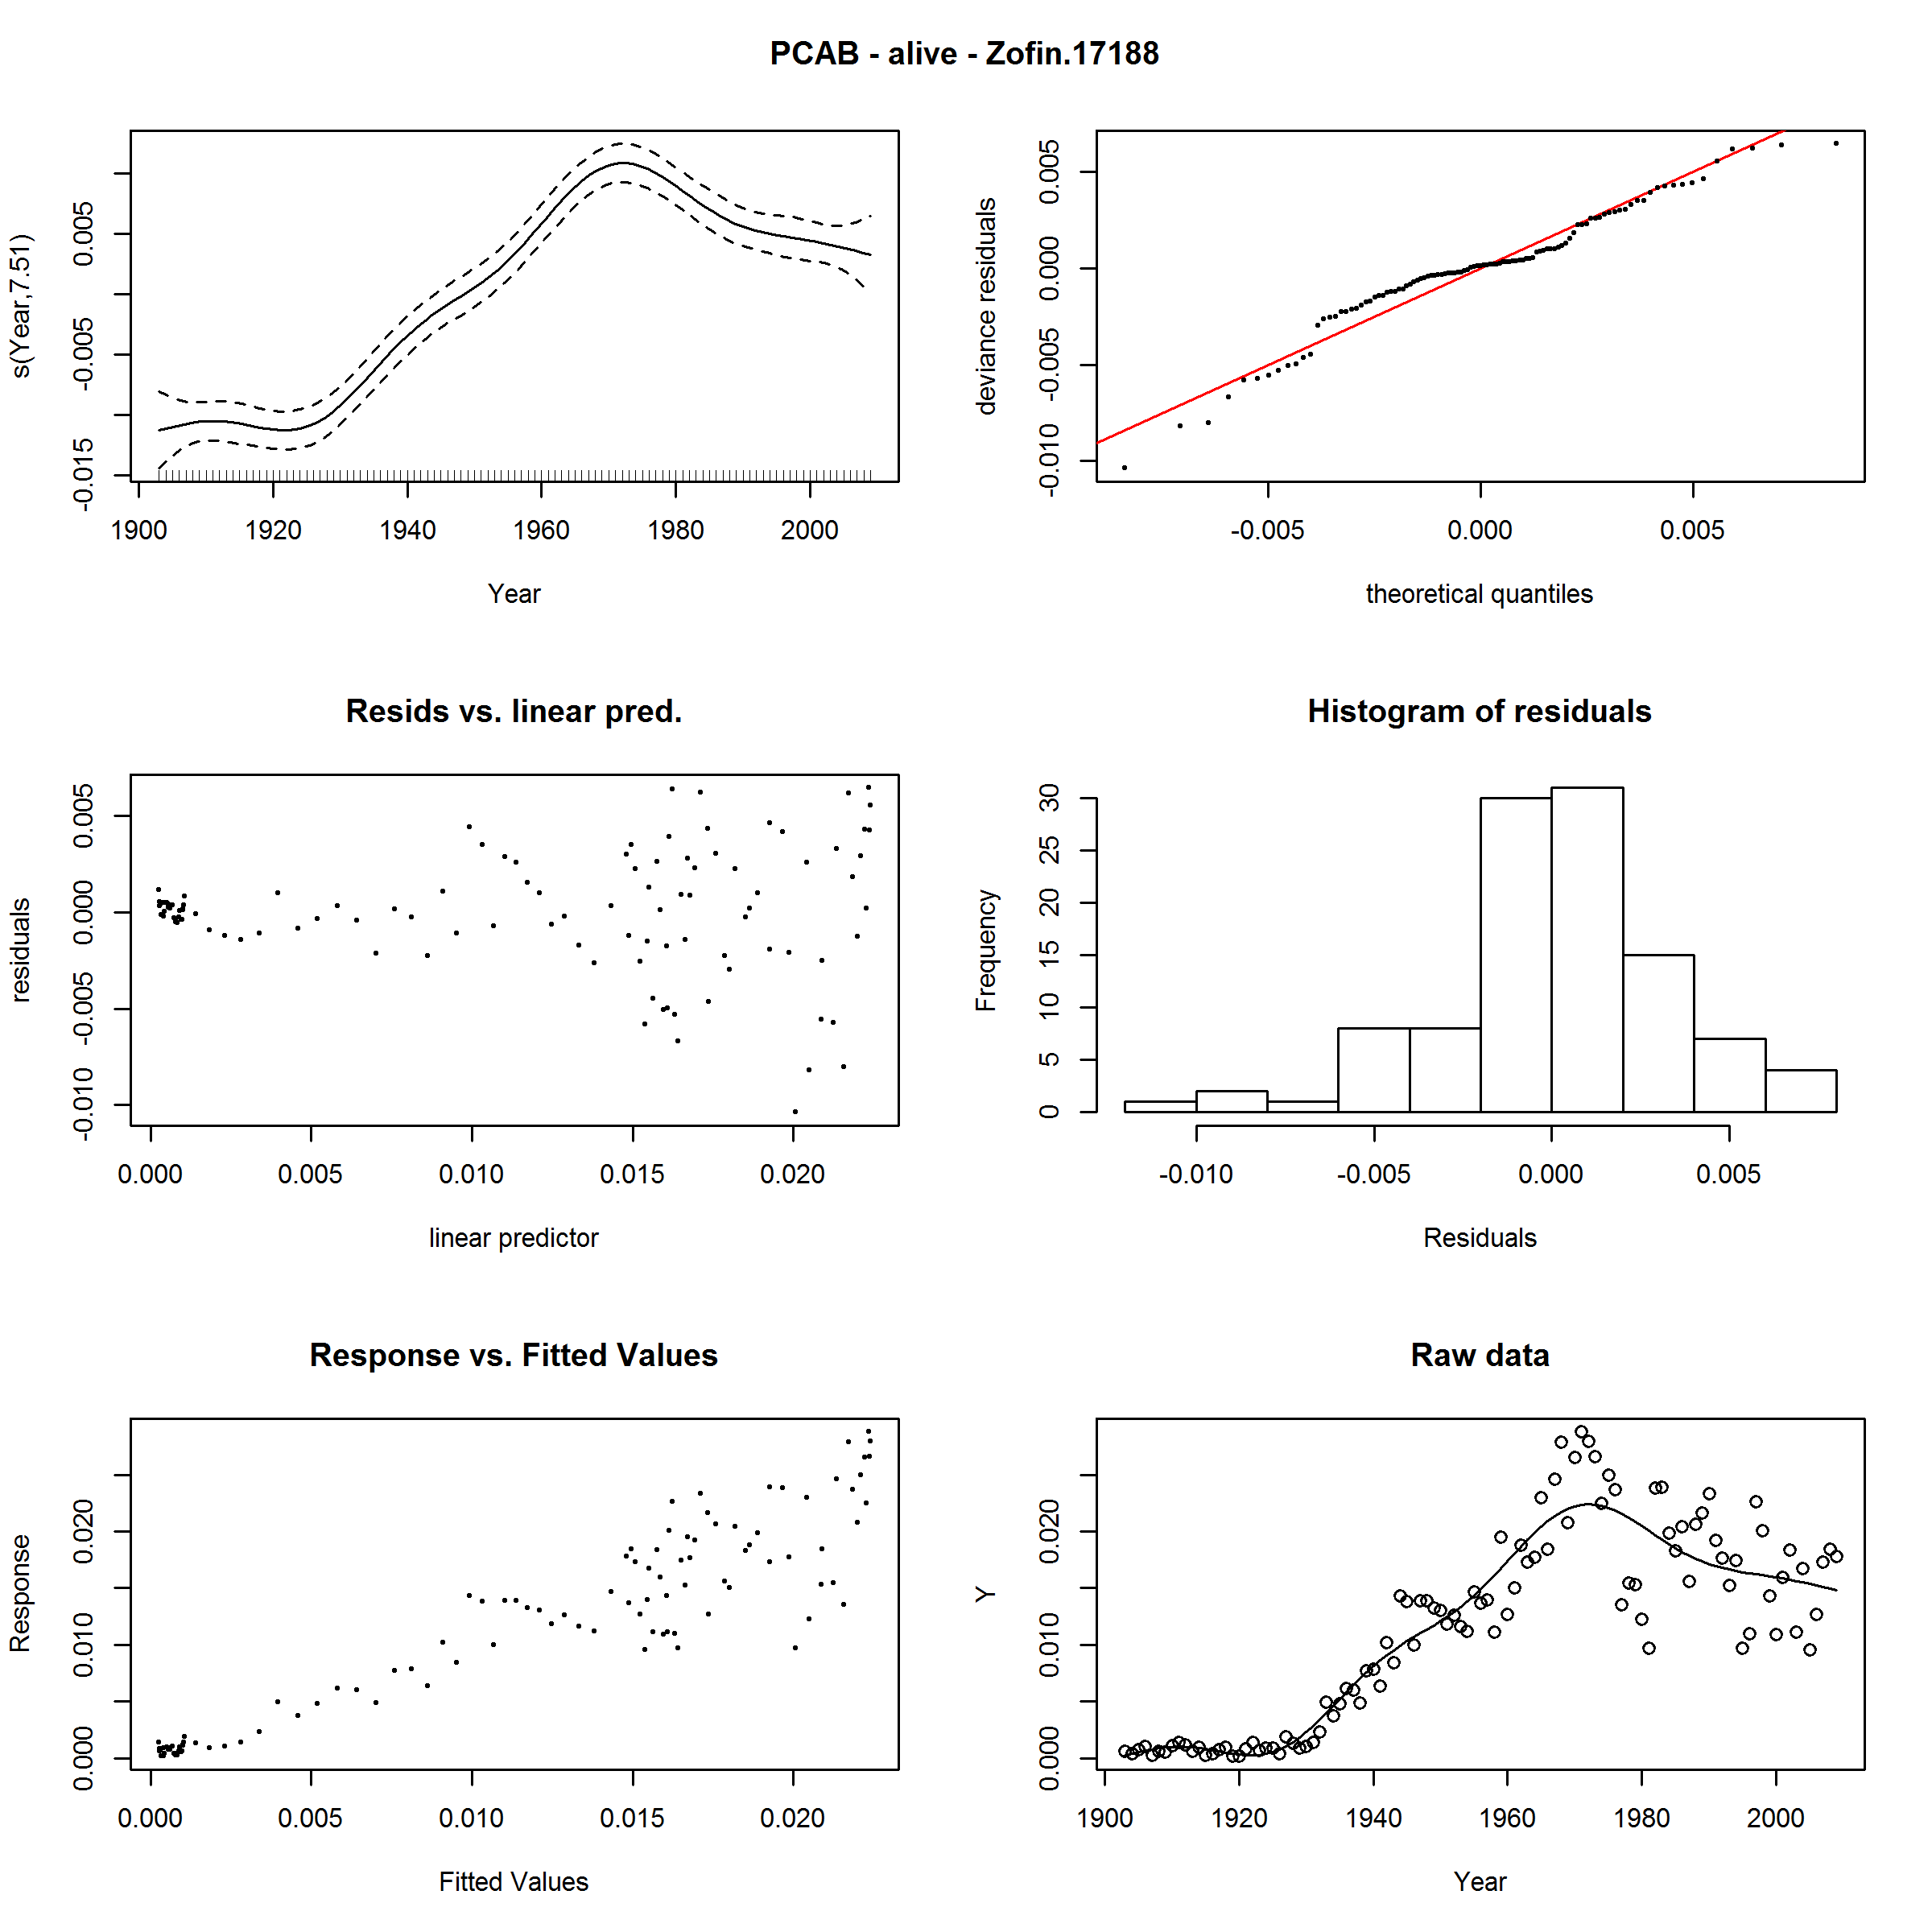 PCAB - alive - Zofin.17188
s(Year,7.51)
-0.015 -0.005 0.005
1900 1920 1940 1960 1980 2000
Year
deviance residuals
-0.010 -0.005 0.000 0.005
-0.005 0.000 0.005
theoretical quantiles
Resids vs. linear pred.
residuals
-0.010 -0.005 0.000 0.005
0.000 0.005 0.010 0.015 0.020
linear predictor
Histogram of residuals
Frequency
0 5 10 15 20 25 30
-0.010 -0.005 0.000 0.005
Residuals
Response vs. Fitted Values
Response
0.000 0.010 0.020
0.000 0.005 0.010 0.015 0.020
Fitted Values
Raw data
Y
0.000 0.010 0.020
1900 1920 1940 1960 1980 2000
Year